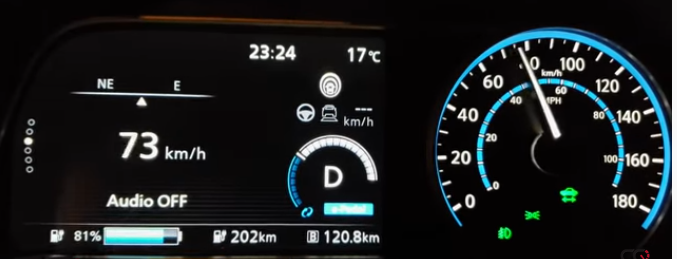 23:24 17℃
NE E
---
km/h
73 km/h
D
e-Pedal
Audio OFF
81% 202km B 120.8km
0 20 40 60 80 100 120 140 160 180
km/h
MPH
0 20 40 60 80 100